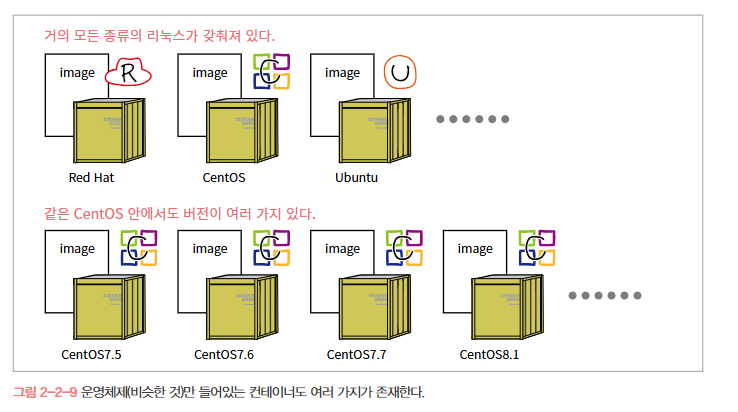 거의 모든 종류의 리눅스가 갖춰져 있다.
image R image C image U
Red Hat CentOS Ubuntu
같은 CentOS 안에서도 버전이 여러 가지 있다.
image C image C image C image C
CentOS7.5 CentOS7.6 CentOS7.7 CentOS8.1
그림 2-2-9 운영체제(비슷한 것)만 들어있는 컨테이너도 여러 가지가 존재한다.